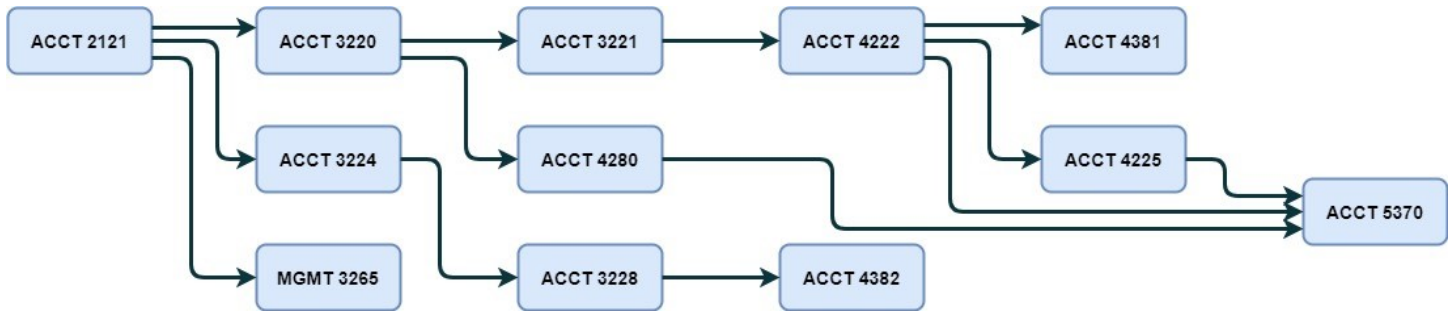 ACCT 2121
ACCT 3220
ACCT 3221
ACCT 4222
ACCT 4381
ACCT 3224
ACCT 4280
ACCT 4225
ACCT 5370
MGMT 3265
ACCT 3228
ACCT 4382